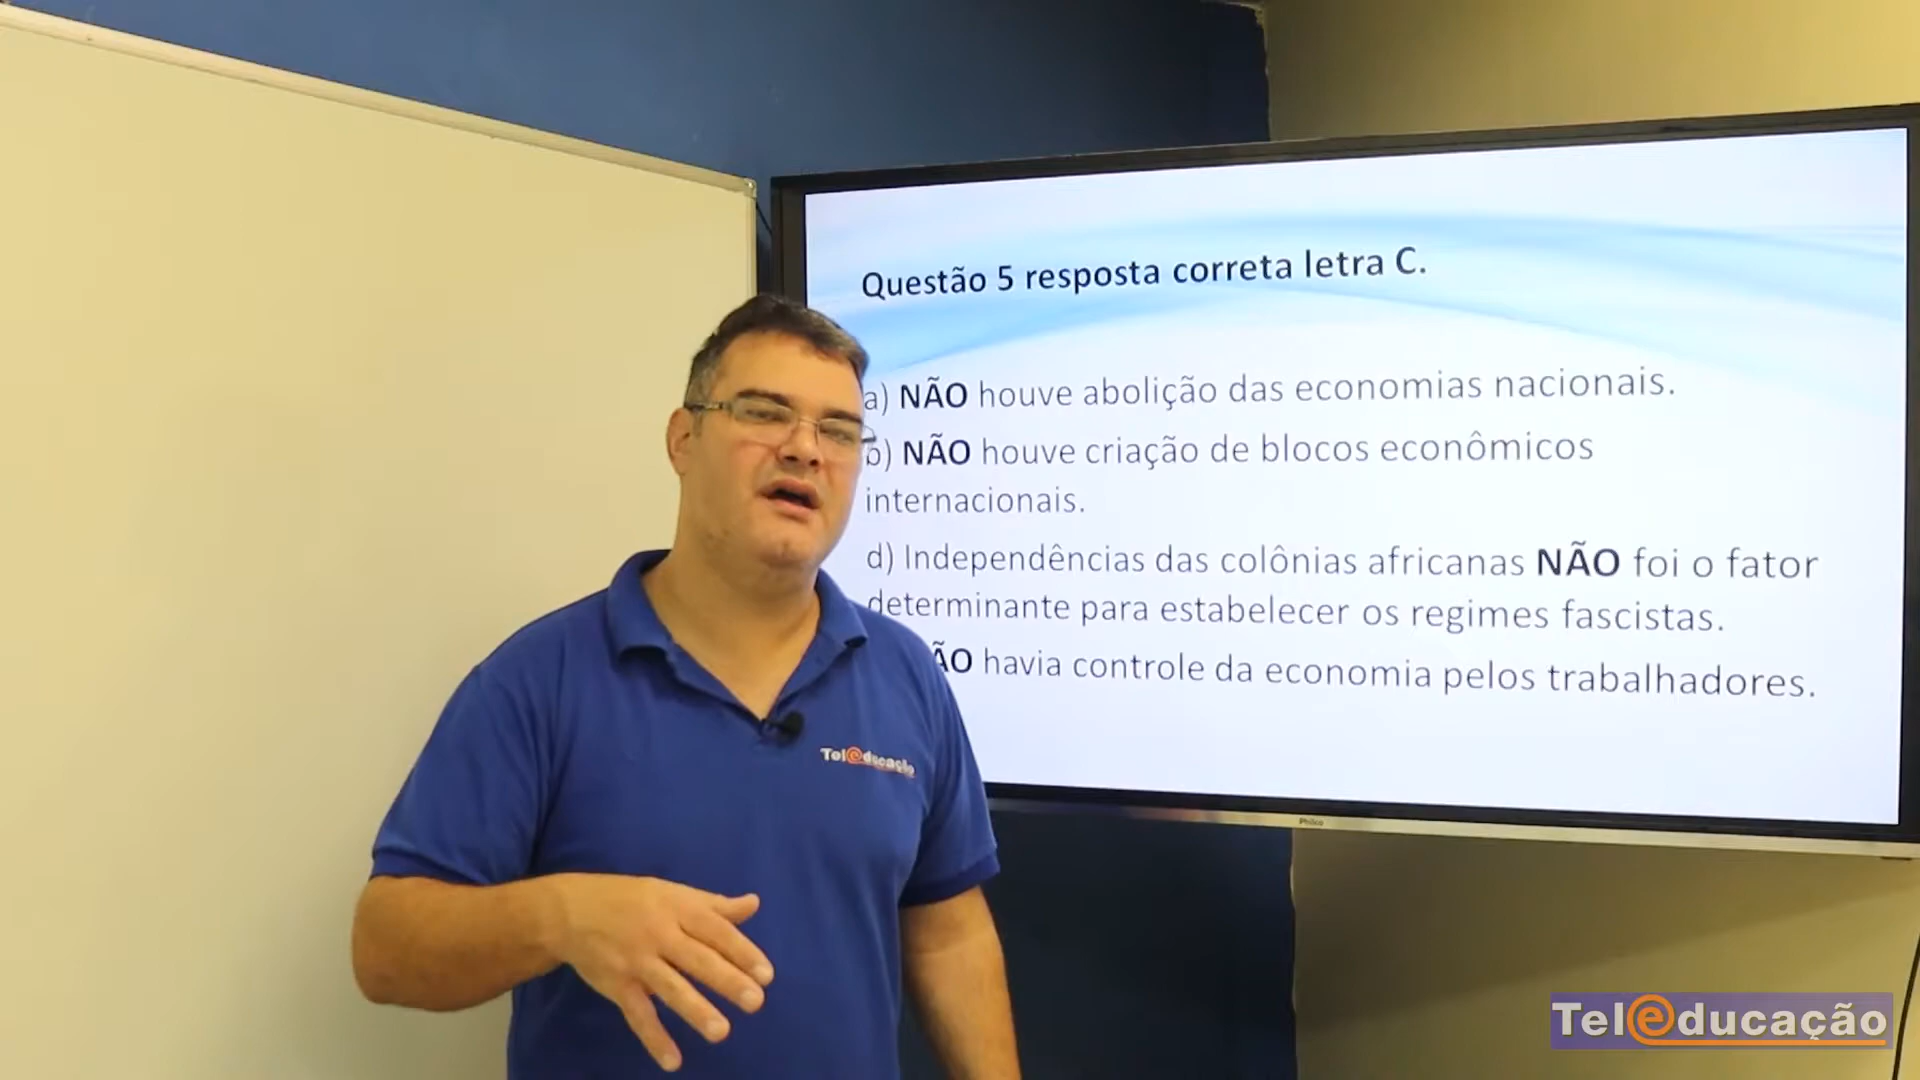 Questão 5 resposta correta letra C.
a) NÃO houve abolição das economias nacionais.
b) NÃO houve criação de blocos econômicos
internacionais.
d) Independências das colônias africanas NÃO foi o fator
determinante para estabelecer os regimes fascistas.
ÃO havia controle da economia pelos trabalhadores.
Teleducação
Philco
Teleducação